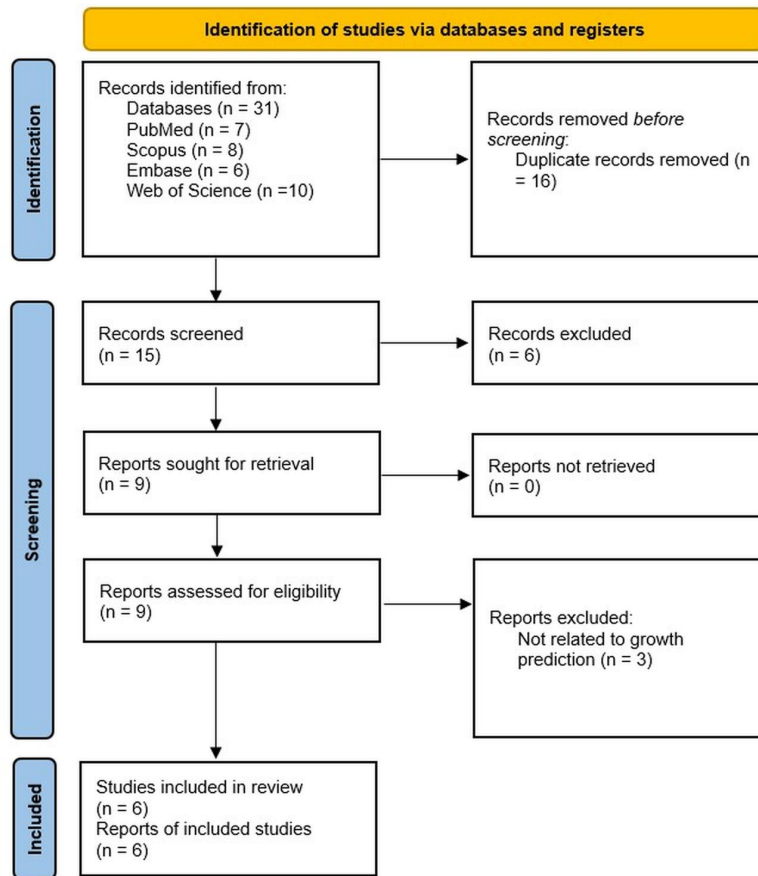 Identification of studies via databases and registers
Identification
Records identified from:
Databases (n = 31)
PubMed (n = 7)
Scopus (n = 8)
Embase (n = 6)
Web of Science (n =10)
Records removed before
screening:
Duplicate records removed (n
= 16)
Screening
Records screened
(n = 15)
Records excluded
(n = 6)
Reports sought for retrieval
(n = 9)
Reports not retrieved
(n = 0)
Reports assessed for eligibility
(n = 9)
Reports excluded:
Not related to growth
prediction (n = 3)
Included
Studies included in review
(n = 6)
Reports of included studies
(n = 6)